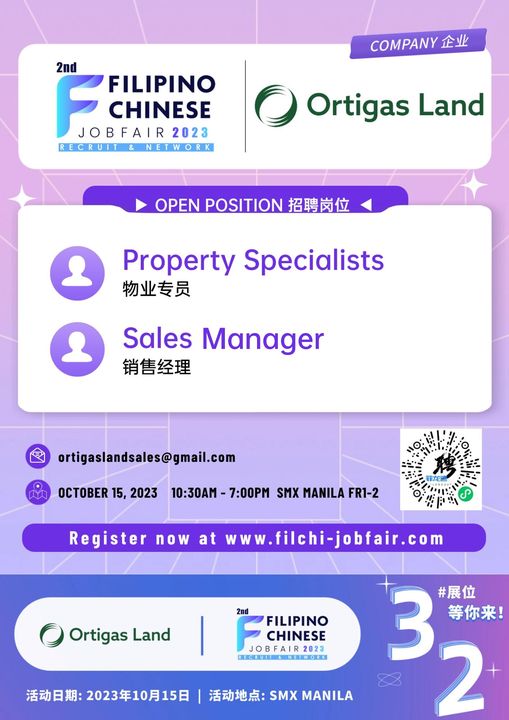 COMPANY 企业
2nd
FILIPINO
CHINESE
JOBFAIR 2023
RECRUIT & NETWORK
Ortigas Land
OPEN POSITION 招聘岗位
Property Specialists
物业专员
Sales Manager
销售经理
ortigaslandsales@gmail.com
聘
OCTOBER 15, 2023 10:30AM - 7:00PM SMX MANILA FR1-2
Register now at www.filchi-jobfair.com
Ortigas Land
2nd
FILIPINO
CHINESE
JOBFAIR 2023
RECRUIT & NETWORK
32
#展位
等你来!
活动日期: 2023年10月15日 | 活动地点: SMX MANILA